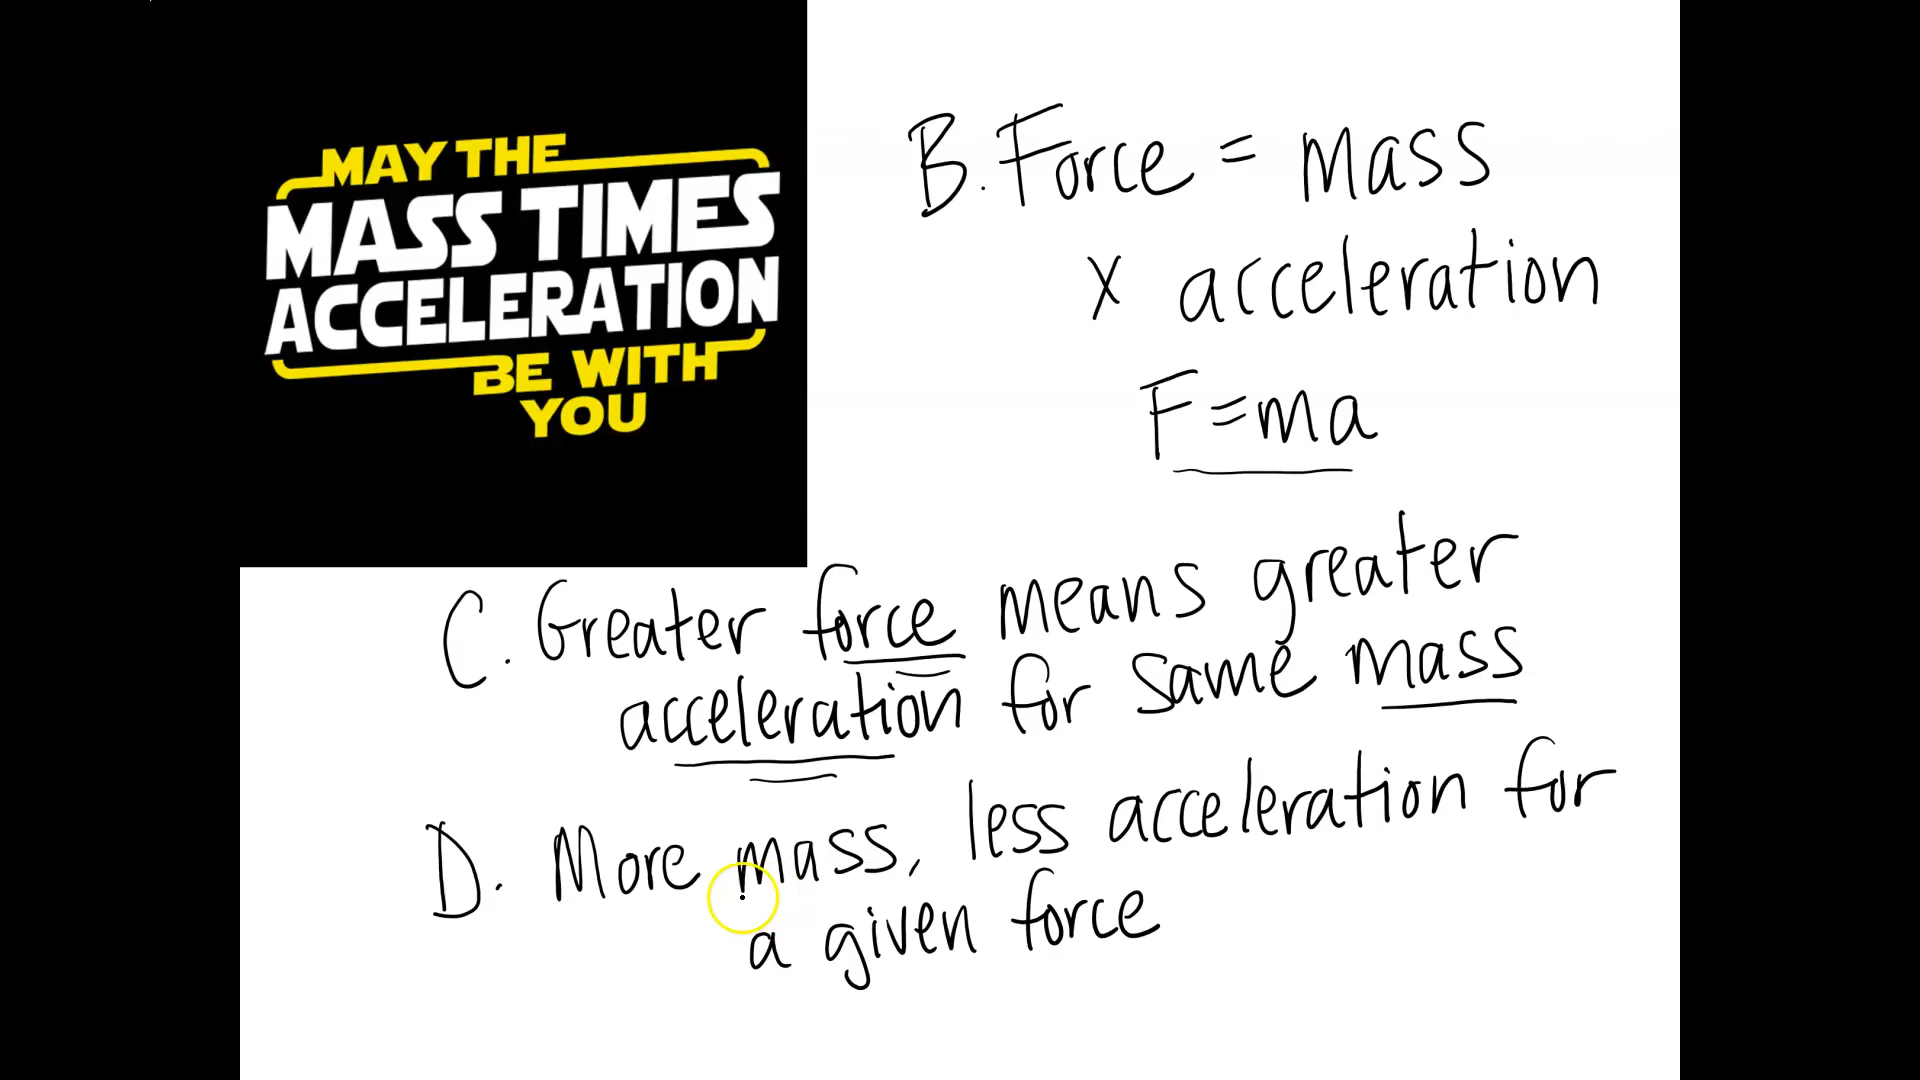 MAY THE
MASS TIMES
ACCELERATION
BE WITH
YOU
B. Force = mass
x acceleration
F=ma
C. Greater force means greater
acceleration for same mass
D. More mass, less acceleration for
a given force